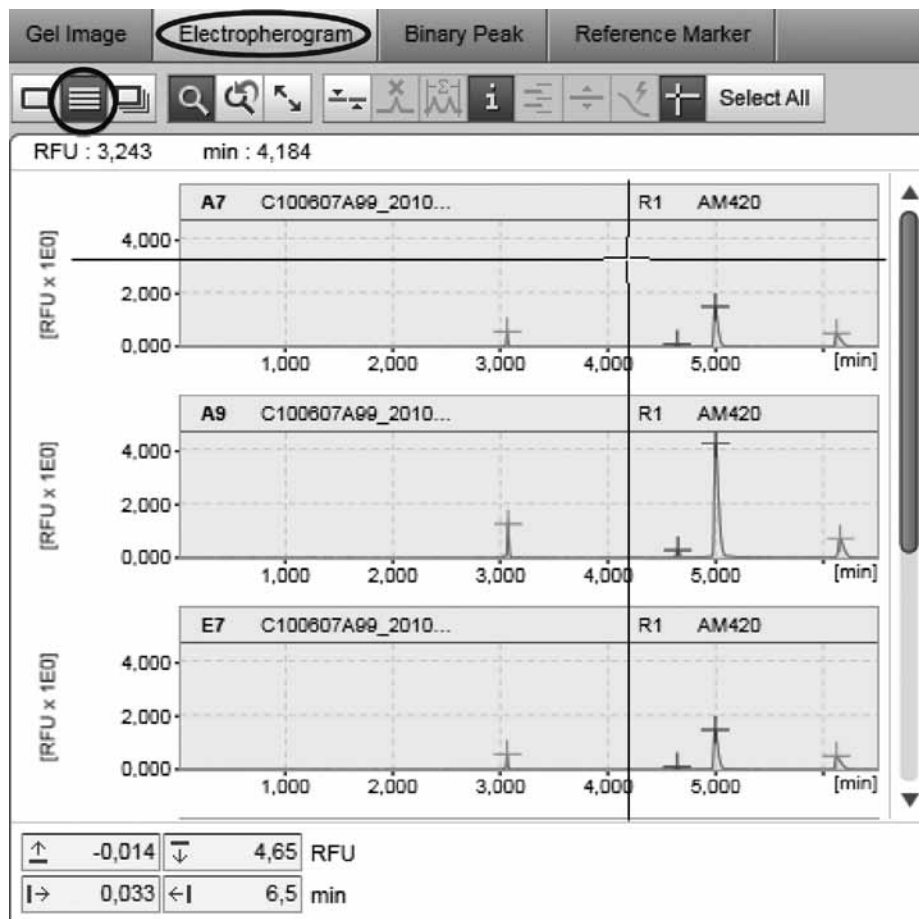 Gel Image Electropherogram Binary Peak Reference Marker
i Select All
RFU : 3,243 min : 4,184
A7 C100607A99_2010... R1 AM420
[RFU x 1E0]
4,000
2,000
0,000
1,000 2,000 3,000 4,000 5,000 [min]
A9 C100607A99_2010... R1 AM420
[RFU x 1E0]
4,000
2,000
0,000
1,000 2,000 3,000 4,000 5,000 [min]
E7 C100607A99_2010... R1 AM420
[RFU x 1E0]
4,000
2,000
0,000
1,000 2,000 3,000 4,000 5,000 [min]
-0,014 4,65 RFU
0,033 6,5 min